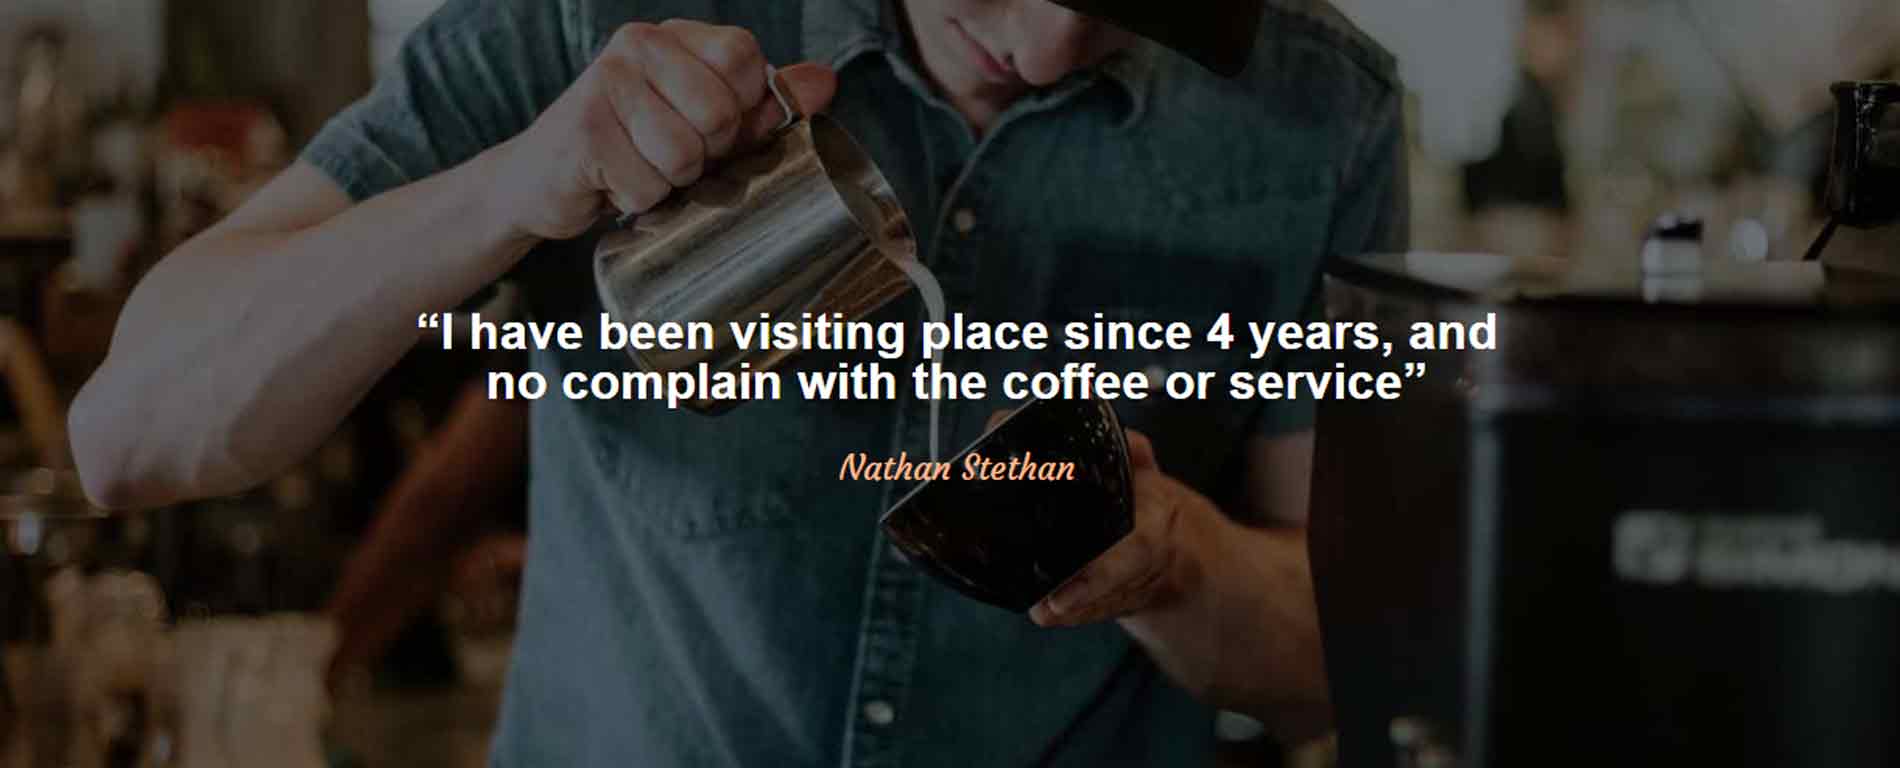 “I have been visiting place since 4 years, and
no complain with the coffee or service”
Nathan Stethan